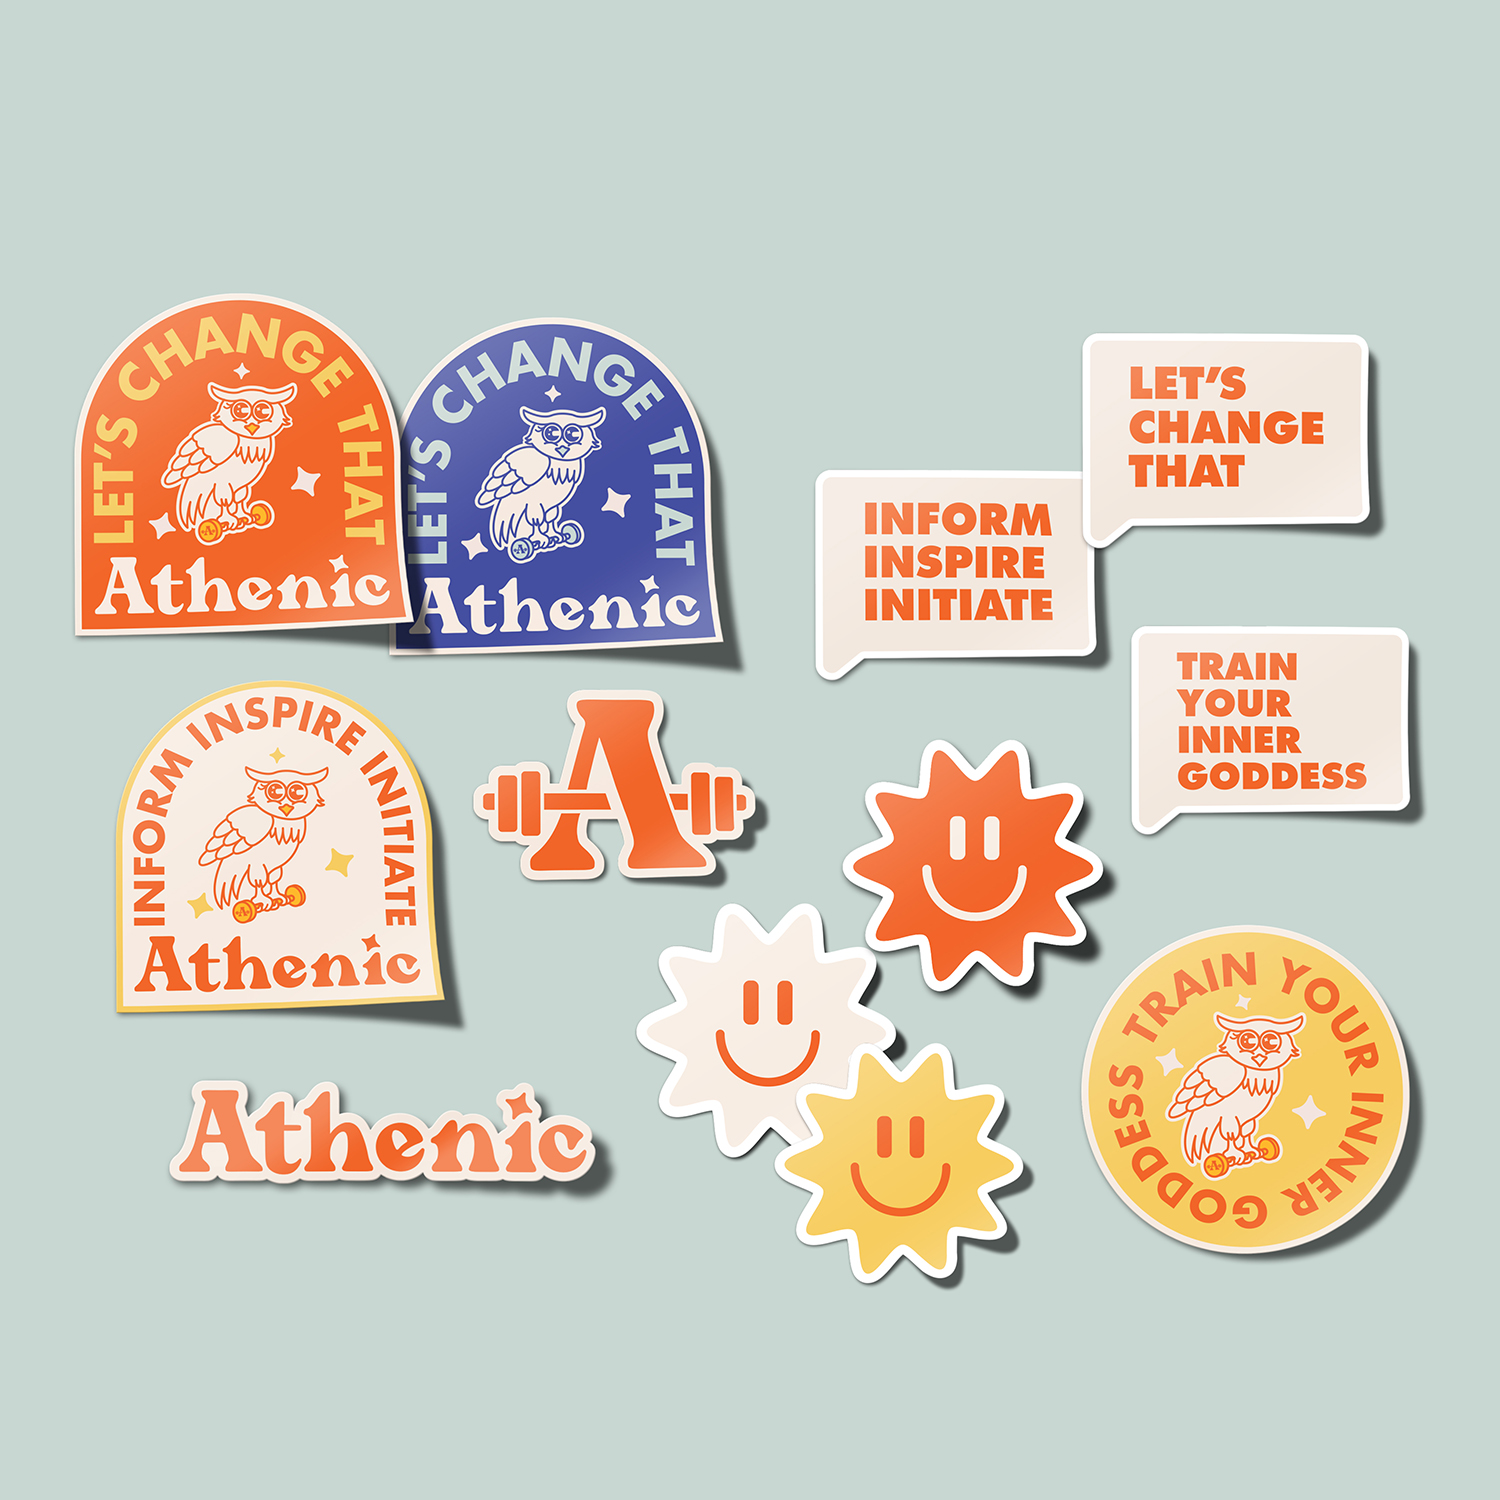 LET'S CHANGE THAT
Athenic
LET'S CHANGE THAT
Athenic
LET'S
CHANGE
THAT
INFORM
INSPIRE
INITIATE
TRAIN
YOUR
INNER
GODDESS
INFORM INSPIRE INITIATE
Athenic
A
Athenic
TRAIN YOUR INNER GODDESS